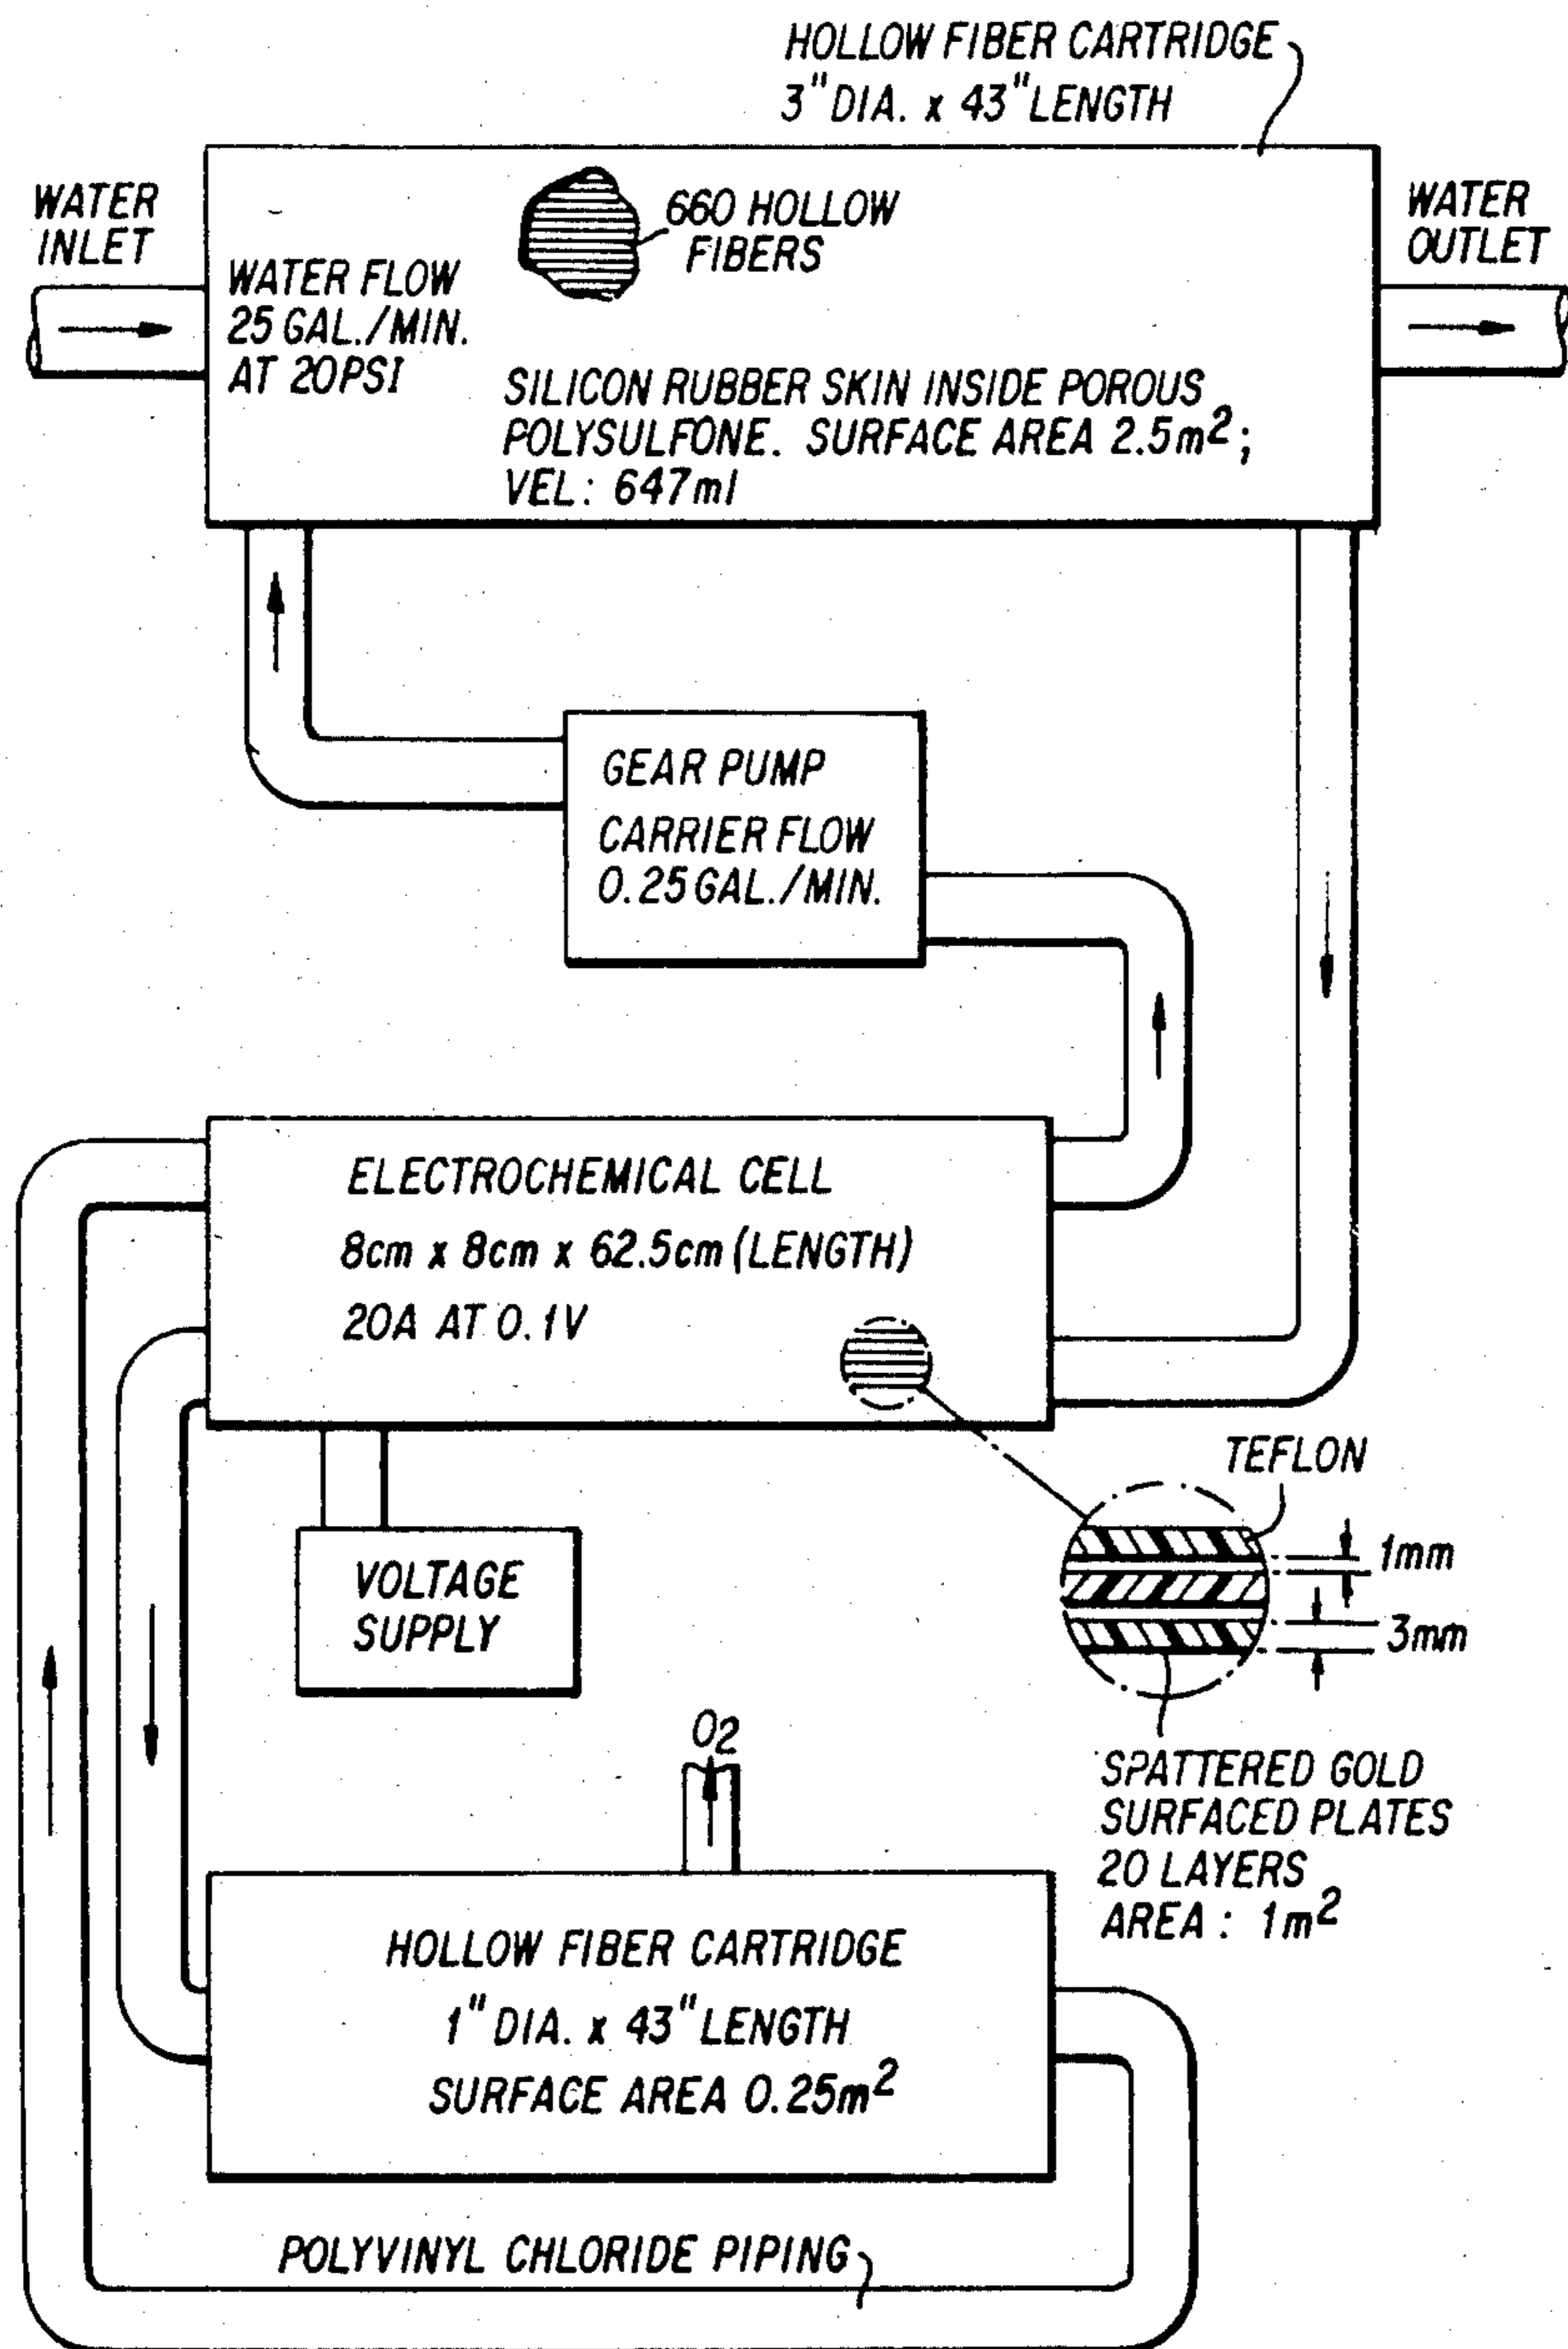 HOLLOW FIBER CARTRIDGE
3"DIA. x 43"LENGTH
WATER
INLET
660 HOLLOW
FIBERS
WATER
OUTLET
WATER FLOW
25 GAL./MIN.
AT 20PSI
SILICON RUBBER SKIN INSIDE POROUS
POLYSULFONE. SURFACE AREA 2.5m²;
VEL: 647ml
GEAR PUMP
CARRIER FLOW
0.25 GAL./MIN.
ELECTROCHEMICAL CELL
8cm x 8cm x 62.5cm (LENGTH)
20A AT 0.1V
TEFLON
1mm
3mm
VOLTAGE
SUPPLY
SPATTERED GOLD
SURFACED PLATES
20 LAYERS
AREA: 1m²
O2
HOLLOW FIBER CARTRIDGE
1"DIA. x 43"LENGTH
SURFACE AREA 0.25m²
POLYVINYL CHLORIDE PIPING